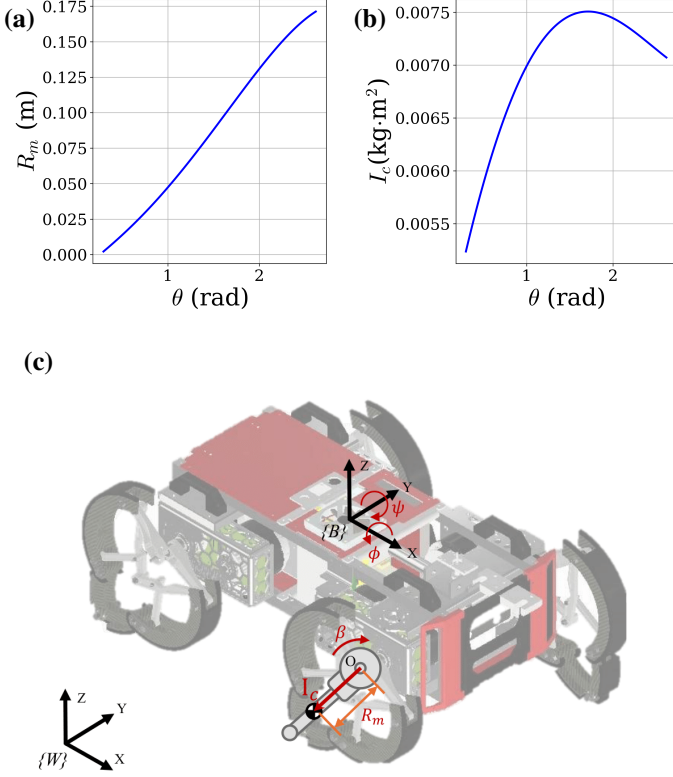 (a)
0.175
0.150
0.125
0.100
0.075
0.050
0.025
0.000
R_m (m)
1
2
θ (rad)
(b)
0.0075
0.0070
0.0065
0.0060
0.0055
I_c(kg·m²)
1
2
θ (rad)
(c)
Z
Y
ψ
{B}
ϕ
X
β
O
I_c
R_m
Z
Y
{W}
X